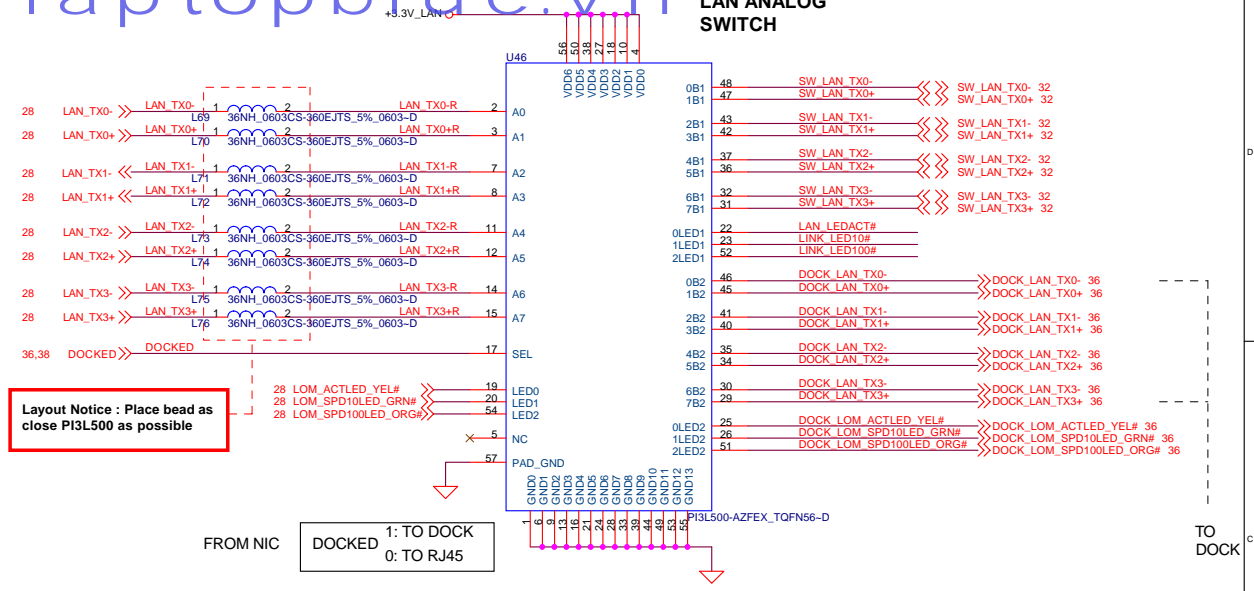 laptopblue.vn
LAN ANALOG
SWITCH
+3.3V_LAN
U46
56 50 38 27 18 10 4
VDD6 VDD5 VDD4 VDD3 VDD2 VDD1 VDD0
28 LAN_TX0- LAN_TX0- 1 2 LAN_TX0-R 2 A0
L69 36NH_0603CS-360EJTS_5%_0603~D
28 LAN_TX0+ LAN_TX0+ 1 2 LAN_TX0+R 3 A1
L70 36NH_0603CS-360EJTS_5%_0603~D
28 LAN_TX1- LAN_TX1- 1 2 LAN_TX1-R 7 A2
L71 36NH_0603CS-360EJTS_5%_0603~D
28 LAN_TX1+ LAN_TX1+ 1 2 LAN_TX1+R 8 A3
L72 36NH_0603CS-360EJTS_5%_0603~D
28 LAN_TX2- LAN_TX2- 1 2 LAN_TX2-R 11 A4
L73 36NH_0603CS-360EJTS_5%_0603~D
28 LAN_TX2+ LAN_TX2+ 1 2 LAN_TX2+R 12 A5
L74 36NH_0603CS-360EJTS_5%_0603~D
28 LAN_TX3- LAN_TX3- 1 2 LAN_TX3-R 14 A6
L75 36NH_0603CS-360EJTS_5%_0603~D
28 LAN_TX3+ LAN_TX3+ 1 2 LAN_TX3+R 15 A7
L76 36NH_0603CS-360EJTS_5%_0603~D
36,38 DOCKED DOCKED 17 SEL
28 LOM_ACTLED_YEL# 19 LED0
28 LOM_SPD10LED_GRN# 20 LED1
28 LOM_SPD100LED_ORG# 54 LED2
5 NC
57 PAD_GND
Layout Notice : Place bead as
close PI3L500 as possible
0B1 48 SW_LAN_TX0- SW_LAN_TX0- 32
1B1 47 SW_LAN_TX0+ SW_LAN_TX0+ 32
2B1 43 SW_LAN_TX1- SW_LAN_TX1- 32
3B1 42 SW_LAN_TX1+ SW_LAN_TX1+ 32
4B1 37 SW_LAN_TX2- SW_LAN_TX2- 32
5B1 36 SW_LAN_TX2+ SW_LAN_TX2+ 32
6B1 32 SW_LAN_TX3- SW_LAN_TX3- 32
7B1 31 SW_LAN_TX3+ SW_LAN_TX3+ 32
0LED1 22 LAN_LEDACT#
1LED1 23 LINK_LED10#
2LED1 52 LINK_LED100#
0B2 46 DOCK_LAN_TX0- DOCK_LAN_TX0- 36
1B2 45 DOCK_LAN_TX0+ DOCK_LAN_TX0+ 36
2B2 41 DOCK_LAN_TX1- DOCK_LAN_TX1- 36
3B2 40 DOCK_LAN_TX1+ DOCK_LAN_TX1+ 36
4B2 35 DOCK_LAN_TX2- DOCK_LAN_TX2- 36
5B2 34 DOCK_LAN_TX2+ DOCK_LAN_TX2+ 36
6B2 30 DOCK_LAN_TX3- DOCK_LAN_TX3- 36
7B2 29 DOCK_LAN_TX3+ DOCK_LAN_TX3+ 36
0LED2 25 DOCK_LOM_ACTLED_YEL# DOCK_LOM_ACTLED_YEL# 36
1LED2 26 DOCK_LOM_SPD10LED_GRN# DOCK_LOM_SPD10LED_GRN# 36
2LED2 51 DOCK_LOM_SPD100LED_ORG# DOCK_LOM_SPD100LED_ORG# 36
GND0 GND1 GND2 GND3 GND4 GND5 GND6 GND7 GND8 GND9 GND10 GND11 GND12 GND13
1 6 9 13 16 21 24 28 33 39 44 49 53 55
PI3L500-AZFEX_TQFN56~D
FROM NIC
DOCKED 1: TO DOCK
0: TO RJ45
TO
DOCK
D
C